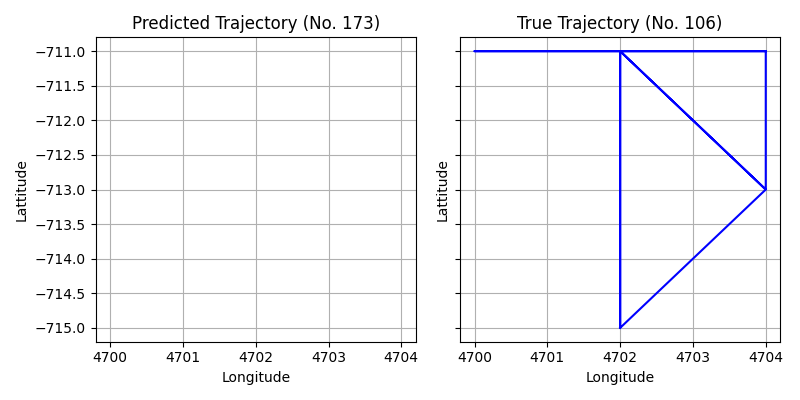 Predicted Trajectory (No. 173)
True Trajectory (No. 106)
−711.0
−711.5
−712.0
−712.5
−713.0
−713.5
−714.0
−714.5
−715.0
Lattitude
Lattitude
4700 4701 4702 4703 4704
4700 4701 4702 4703 4704
Longitude
Longitude